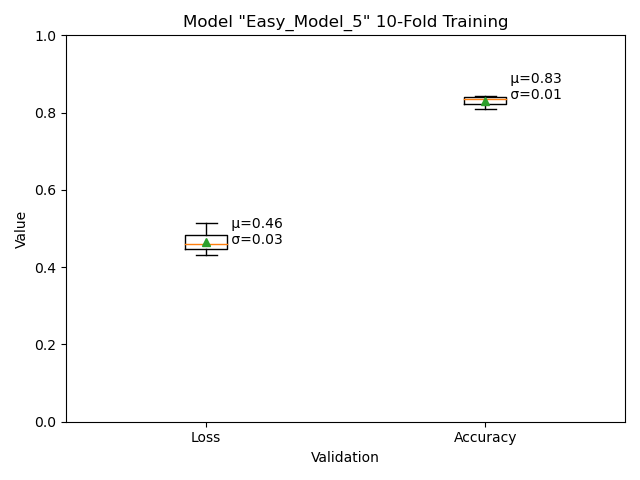 Model "Easy_Model_5" 10-Fold Training
1.0
0.8
0.6
0.4
0.2
0.0
Value
μ=0.83
σ=0.01
μ=0.46
σ=0.03
Loss
Accuracy
Validation